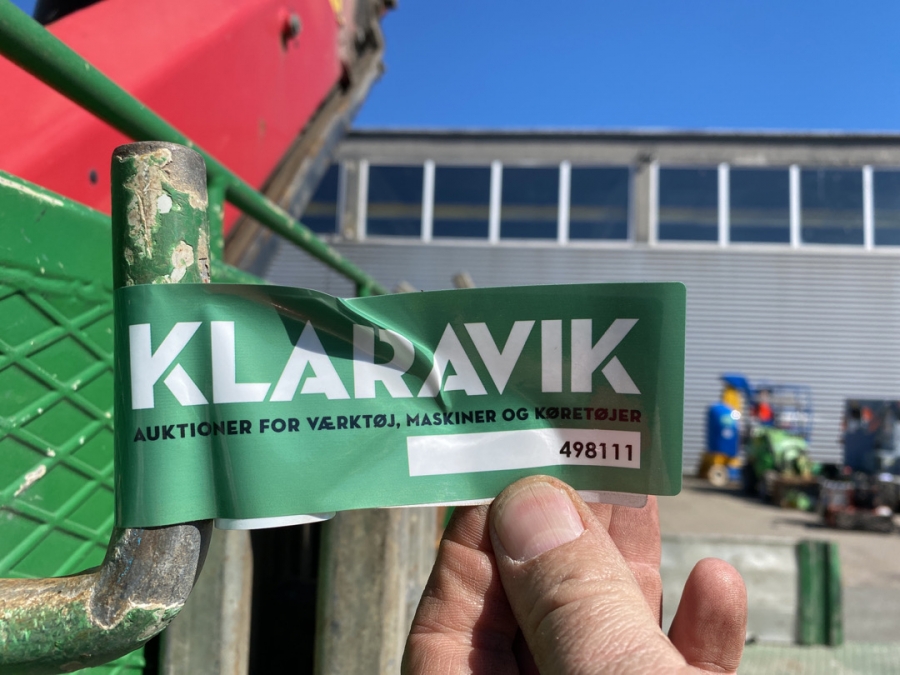 KLARAVIK
AUKTIONER FOR VÆRKTØJ, MASKINER OG KØRETØJER
498111